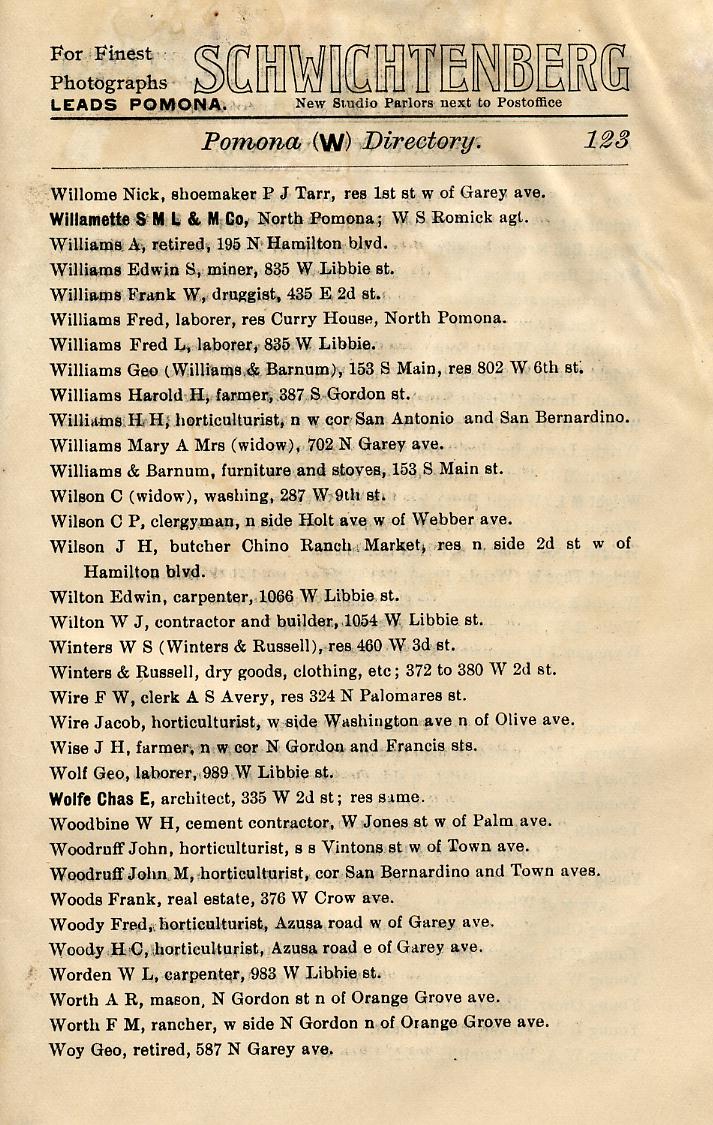 For Finest
Photographs
LEADS POMONA.
SCHWICHTENBERG
New Studio Parlors next to Postoffice
Pomona (W) Directory. 123
Willome Nick, shoemaker P J Tarr, res 1st st w of Garey ave.
Willamette S M L & M Co, North Pomona; W S Romick agt.
Williams A, retired, 195 N Hamilton blvd.
Williams Edwin S, miner, 835 W Libbie st.
Williams Frank W, druggist, 435 E 2d st.
Williams Fred, laborer, res Curry House, North Pomona.
Williams Fred L, laborer, 835 W Libbie.
Williams Geo (Williams & Barnum), 153 S Main, res 802 W 6th st.
Williams Harold H, farmer, 387 S Gordon st.
Williams H H, horticulturist, n w cor San Antonio and San Bernardino.
Williams Mary A Mrs (widow), 702 N Garey ave.
Williams & Barnum, furniture and stoves, 153 S Main st.
Wilson C (widow), washing, 287 W 9th st.
Wilson C P, clergyman, n side Holt ave w of Webber ave.
Wilson J H, butcher Chino Ranch Market, res n side 2d st w of
Hamilton blvd.
Wilton Edwin, carpenter, 1066 W Libbie st.
Wilton W J, contractor and builder, 1054 W Libbie st.
Winters W S (Winters & Russell), res 460 W 3d st.
Winters & Russell, dry goods, clothing, etc; 372 to 380 W 2d st.
Wire F W, clerk A S Avery, res 324 N Palomares st.
Wire Jacob, horticulturist, w side Washington ave n of Olive ave.
Wise J H, farmer, n w cor N Gordon and Francis sts.
Wolf Geo, laborer, 989 W Libbie st.
Wolfe Chas E, architect, 335 W 2d st; res same.
Woodbine W H, cement contractor, W Jones st w of Palm ave.
Woodruff John, horticulturist, s s Vintons st w of Town ave.
Woodruff John M, horticulturist, cor San Bernardino and Town aves.
Woods Frank, real estate, 376 W Crow ave.
Woody Fred, horticulturist, Azusa road w of Garey ave.
Woody H C, horticulturist, Azusa road e of Garey ave.
Worden W L, carpenter, 983 W Libbie st.
Worth A R, mason, N Gordon st n of Orange Grove ave.
Worth F M, rancher, w side N Gordon n of Orange Grove ave.
Woy Geo, retired, 587 N Garey ave.